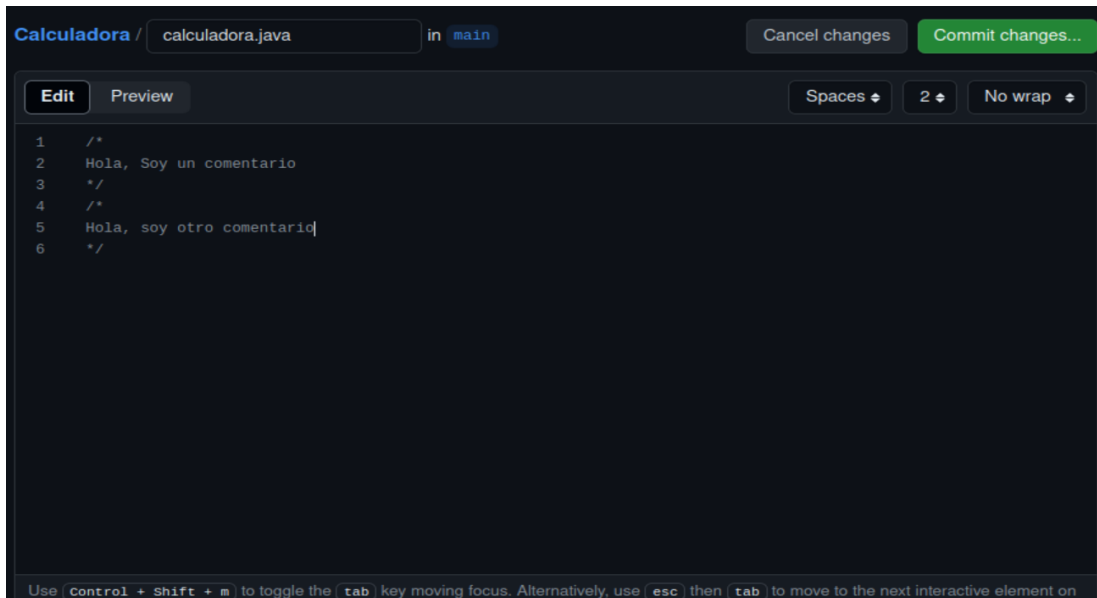 Calculadora / calculadora.java in main Cancel changes Commit changes...
Edit Preview Spaces 2 No wrap
1 /*
2 Hola, Soy un comentario
3 */
4 /*
5 Hola, soy otro comentario
6 */
Use Control + Shift + m to toggle the tab key moving focus. Alternatively, use esc then tab to move to the next interactive element on